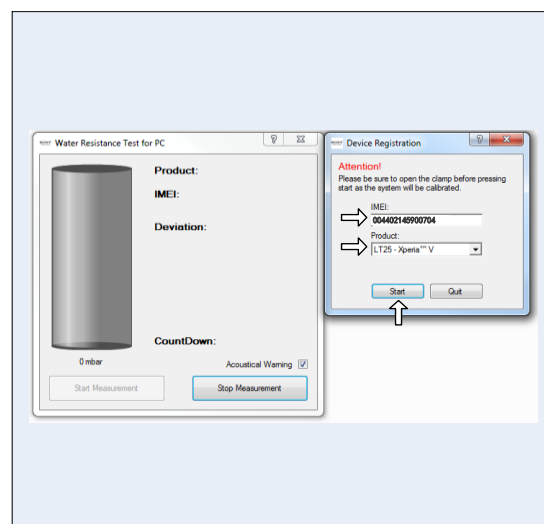 Water Resistance Test for PC
Product:
IMEI:
Deviation:
CountDown:
0 mbar
Acoustical Warning
Start Measurement
Stop Measurement
Device Registration
Attention!
Please be sure to open the clamp before pressing
start as the system will be calibrated.
IMEI:
004402145900704
Product:
LT25 - Xperia™ V
Start
Quit